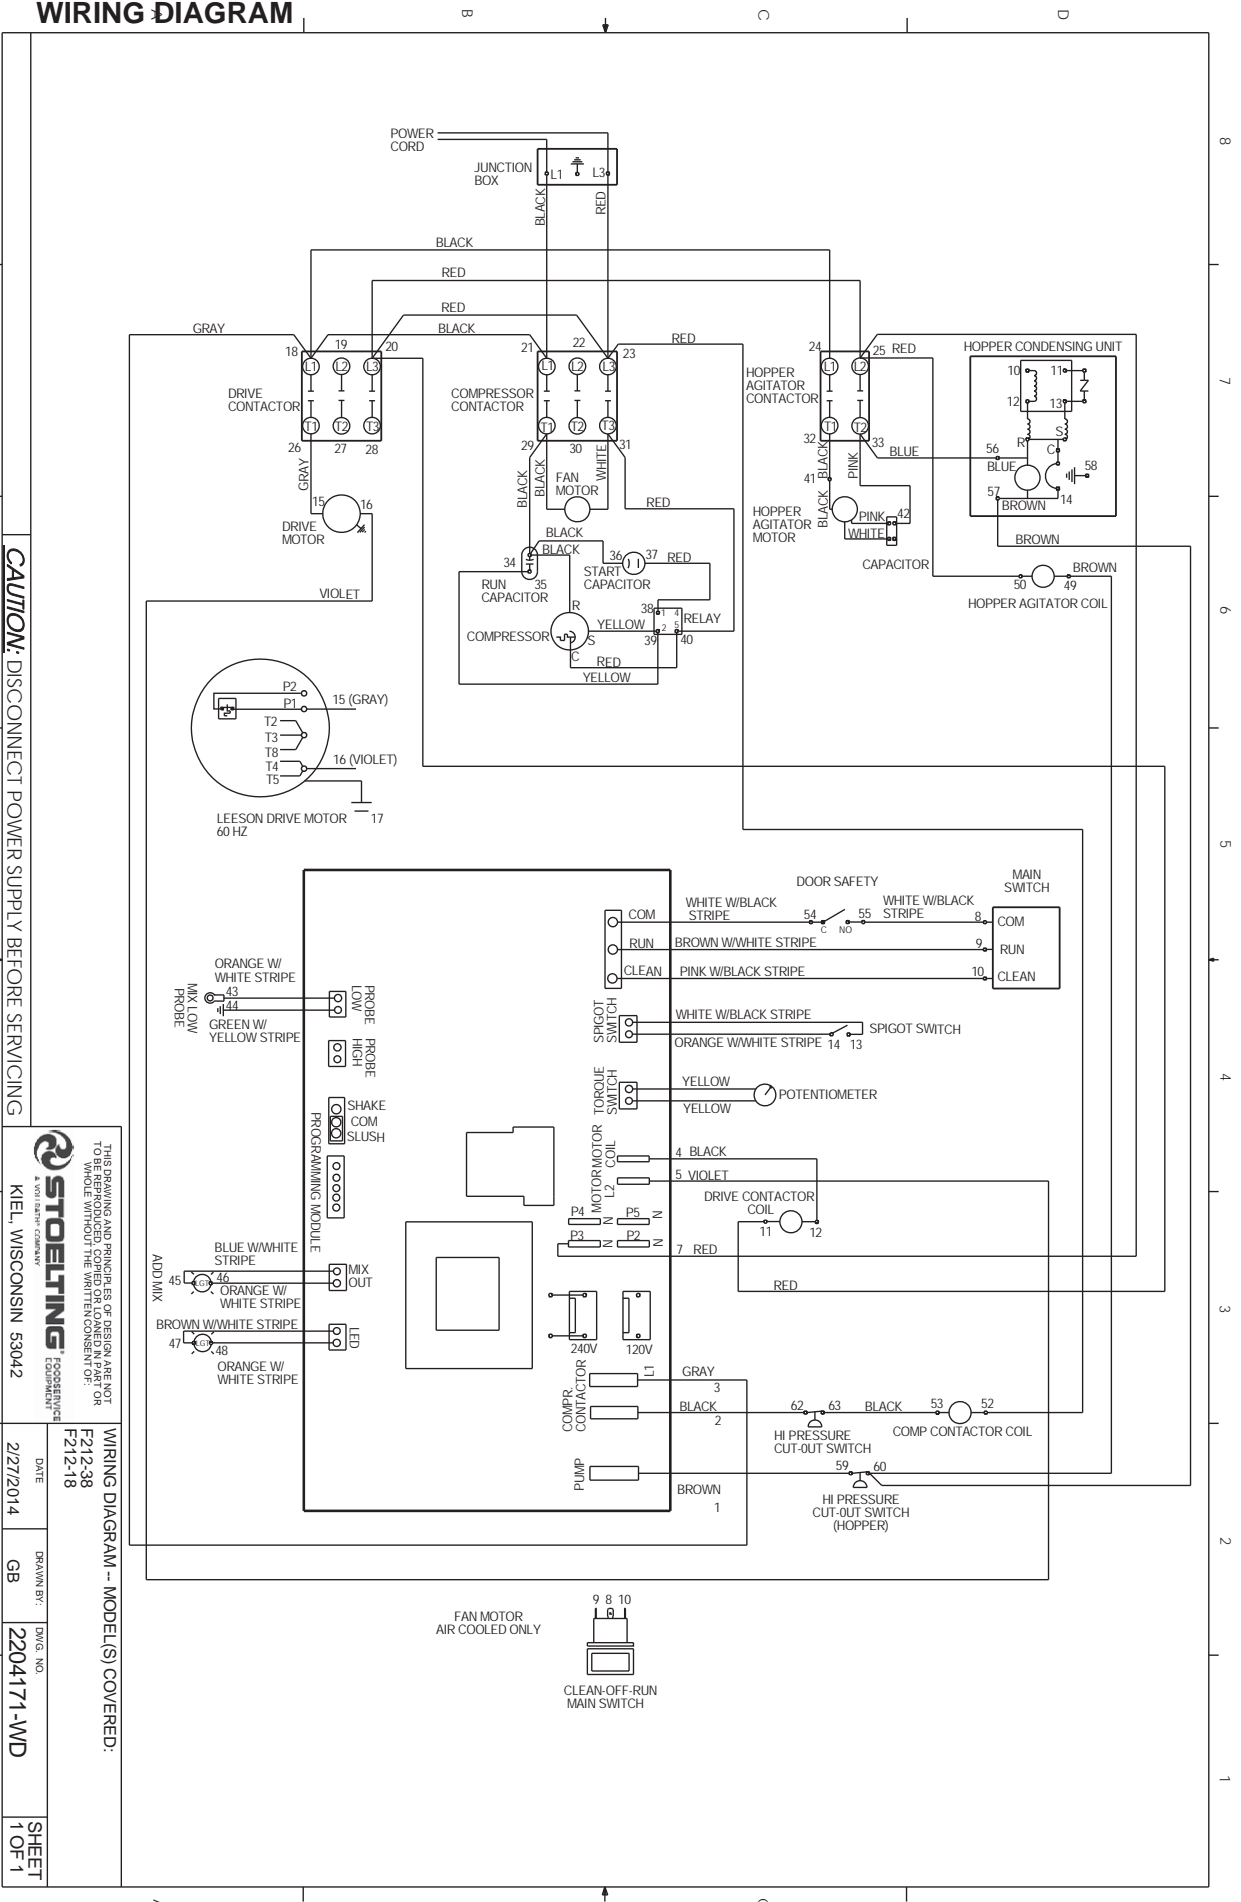 WIRING DIAGRAM
A
B
C
D
8
7
6
5
4
3
2
1
POWER
CORD
JUNCTION
BOX
L1
L3
BLACK
RED
BLACK
RED
RED
BLACK
GRAY
RED
18
19
20
L1
L2
L3
DRIVE
CONTACTOR
T1
T2
T3
26
27
28
21
22
23
L1
L2
L3
COMPRESSOR
CONTACTOR
T1
T2
T3
29
30
31
24
25
RED
HOPPER
AGITATOR
CONTACTOR
L1
L2
T1
T2
32
33
HOPPER CONDENSING UNIT
10
11
12
13
R
S
C
BLUE
56
BLUE
57
BROWN
14
58
BROWN
GRAY
15
16
DRIVE
MOTOR
VIOLET
BLACK
BLACK
FAN
MOTOR
WHITE
RED
BLACK
BLACK
34
35
RUN
CAPACITOR
36
37
START
CAPACITOR
RED
38
1
4
2
5
RELAY
39
40
COMPRESSOR
R
S
C
YELLOW
RED
YELLOW
BLACK
41
BLACK
PINK
HOPPER
AGITATOR
MOTOR
PINK
42
WHITE
CAPACITOR
50
49
BROWN
HOPPER AGITATOR COIL
P2
P1
T2
T3
T8
T4
T5
15 (GRAY)
16 (VIOLET)
17
LEESON DRIVE MOTOR
60 HZ
DOOR SAFETY
MAIN
SWITCH
COM
RUN
CLEAN
WHITE W/BLACK
STRIPE
54
C
NO
55
WHITE W/BLACK
STRIPE
8
COM
BROWN W/WHITE STRIPE
9
RUN
PINK W/BLACK STRIPE
10
CLEAN
SPIGOT
SWITCH
WHITE W/BLACK STRIPE
ORANGE W/WHITE STRIPE
14
13
SPIGOT SWITCH
TORQUE
SWITCH
YELLOW
YELLOW
POTENTIOMETER
MOTOR
COIL
4 BLACK
MOTOR
L2
5 VIOLET
DRIVE CONTACTOR
COIL
11
12
P4
N
P5
N
P3
N
P2
N
7 RED
RED
240V
120V
L1
GRAY
3
COMPR.
CONTACTOR
BLACK
2
62
63
HI PRESSURE
CUT-0UT SWITCH
BLACK
53
52
COMP CONTACTOR COIL
PUMP
BROWN
1
59
60
HI PRESSURE
CUT-0UT SWITCH
(HOPPER)
ORANGE W/
WHITE STRIPE
43
44
GREEN W/
YELLOW STRIPE
MIX LOW
PROBE
PROBE
LOW
PROBE
HIGH
SHAKE
COM
SLUSH
PROGRAMMING MODULE
BLUE W/WHITE
STRIPE
45
LGT
46
ORANGE W/
WHITE STRIPE
ADD MIX
MIX
OUT
BROWN W/WHITE STRIPE
47
LGT
48
ORANGE W/
WHITE STRIPE
LED
FAN MOTOR
AIR COOLED ONLY
9 8 10
CLEAN-OFF-RUN
MAIN SWITCH
CAUTION: DISCONNECT POWER SUPPLY BEFORE SERVICING
THIS DRAWING AND PRINCIPLES OF DESIGN ARE NOT
TO BE REPRODUCED, COPIED OR LOANED IN PART OR
WHOLE WITHOUT THE WRITTEN CONSENT OF:
STOELTING®
FOODSERVICE
EQUIPMENT
A VOLLRATH® COMPANY
KIEL, WISCONSIN 53042
WIRING DIAGRAM -- MODEL(S) COVERED:
F212-38
F212-18
DATE
2/27/2014
DRAWN BY:
GB
DWG. NO.
2204171-WD
SHEET
1 OF 1